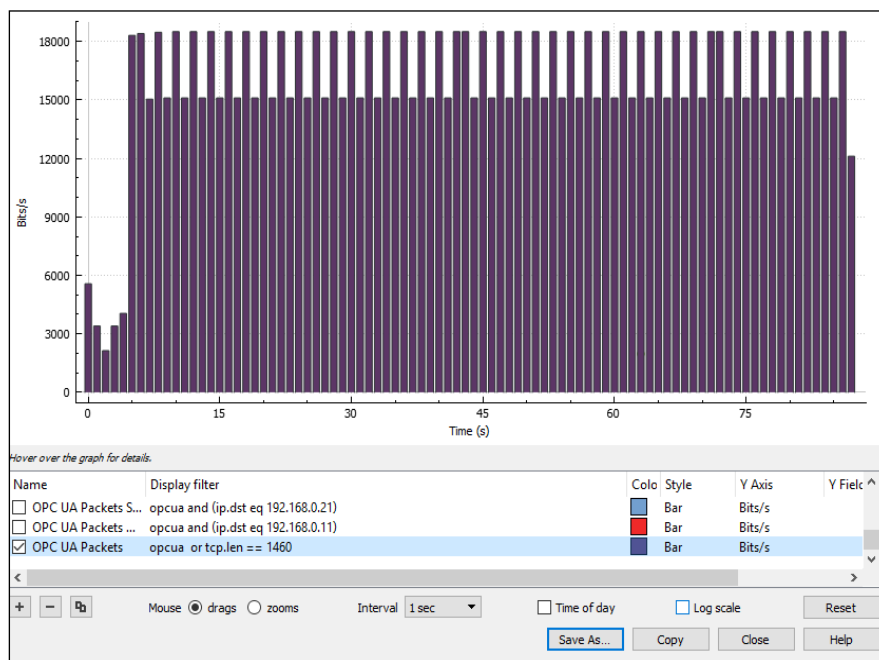 18000
15000
12000
9000
6000
3000
0
Bits/s
0 15 30 45 60 75
Time (s)
Hover over the graph for details.
Name Display filter Colo Style Y Axis Y Fielc
OPC UA Packets S... opcua and (ip.dst eq 192.168.0.21) Bar Bits/s
OPC UA Packets ... opcua and (ip.dst eq 192.168.0.11) Bar Bits/s
OPC UA Packets opcua or tcp.len == 1460 Bar Bits/s
Mouse drags zooms Interval 1 sec Time of day Log scale Reset
Save As... Copy Close Help